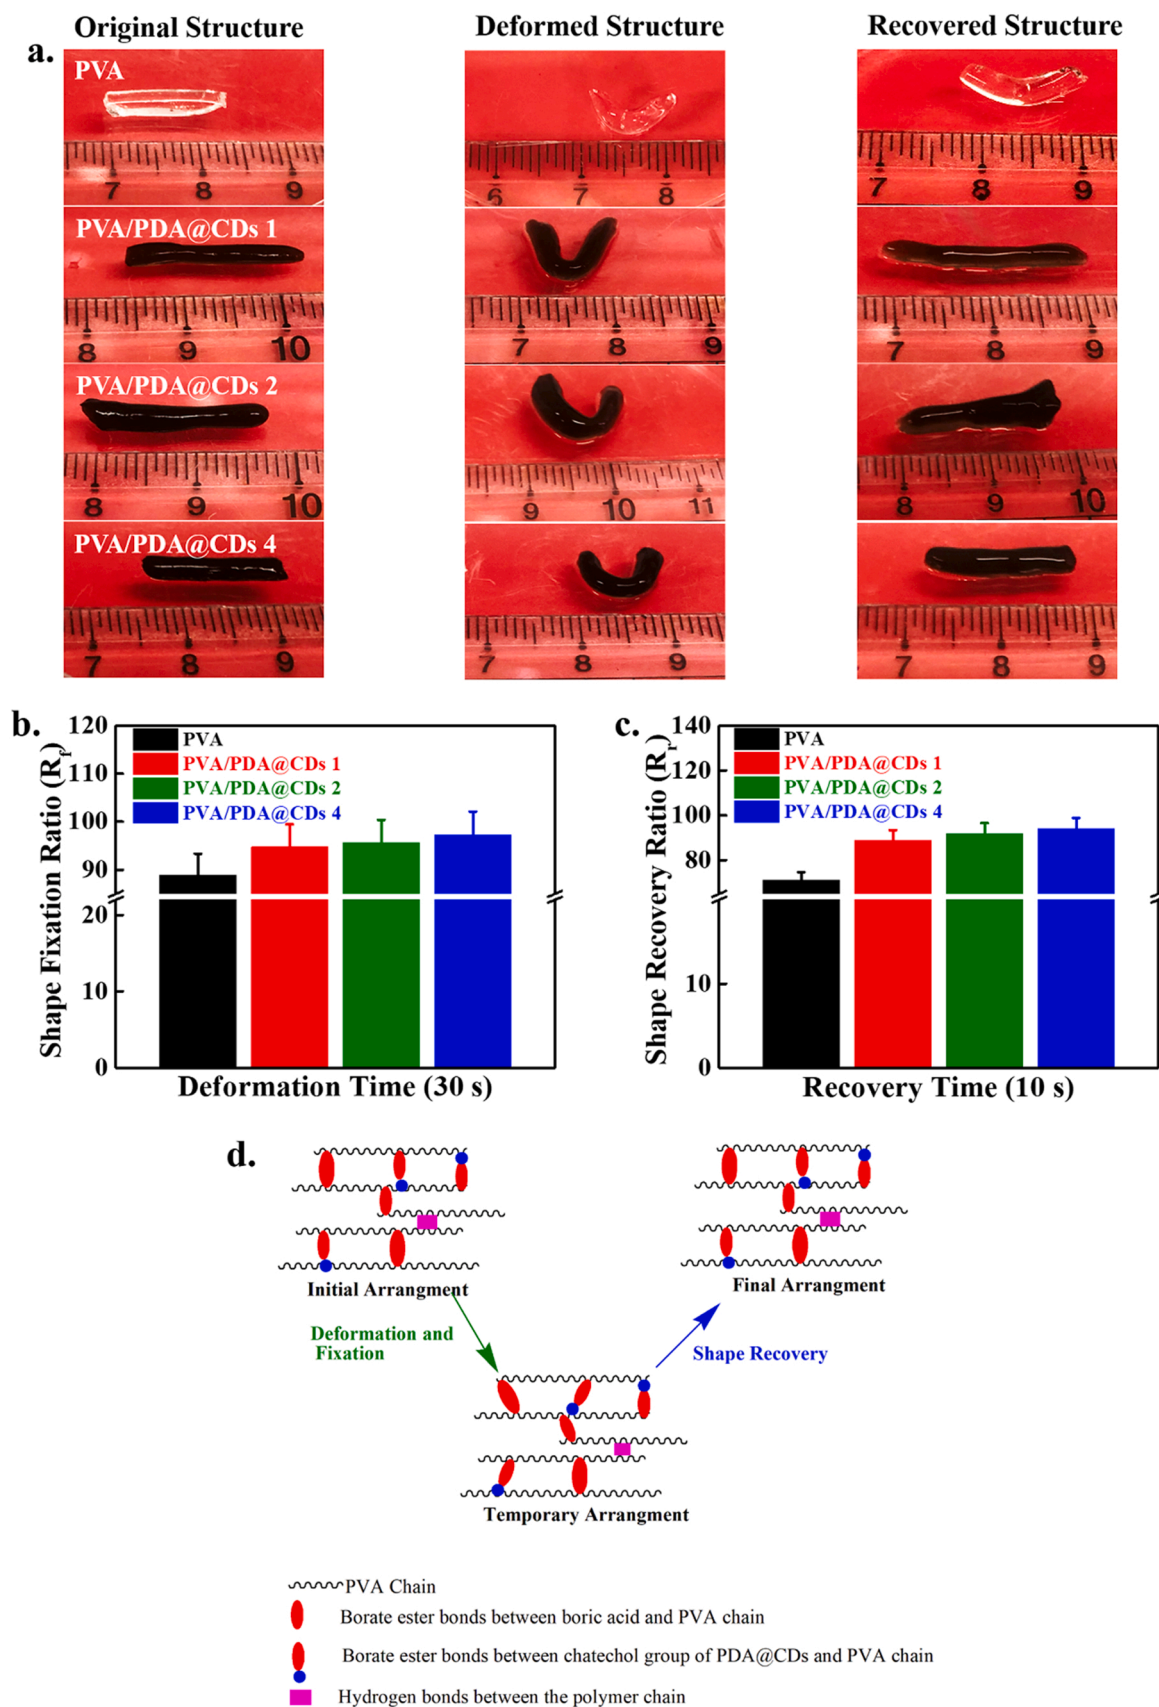 Original Structure
Deformed Structure
Recovered Structure
a.
PVA
7 8 9
6 7 8
7 8 9
PVA/PDA@CDs 1
8 9 10
7 8 9
7 8 9
PVA/PDA@CDs 2
8 9 10
9 10 11
8 9 10
PVA/PDA@CDs 4
7 8 9
7 8 9
7 8 9
b.
Shape Fixation Ratio (Rf)
120
110
100
90
20
10
0
PVA
PVA/PDA@CDs 1
PVA/PDA@CDs 2
PVA/PDA@CDs 4
Deformation Time (30 s)
c.
Shape Recovery Ratio (Rr)
140
120
100
80
10
0
PVA
PVA/PDA@CDs 1
PVA/PDA@CDs 2
PVA/PDA@CDs 4
Recovery Time (10 s)
d.
Initial Arrangment
Final Arrangment
Deformation and
Fixation
Shape Recovery
Temporary Arrangment
PVA Chain
Borate ester bonds between boric acid and PVA chain
Borate ester bonds between chatechol group of PDA@CDs and PVA chain
Hydrogen bonds between the polymer chain